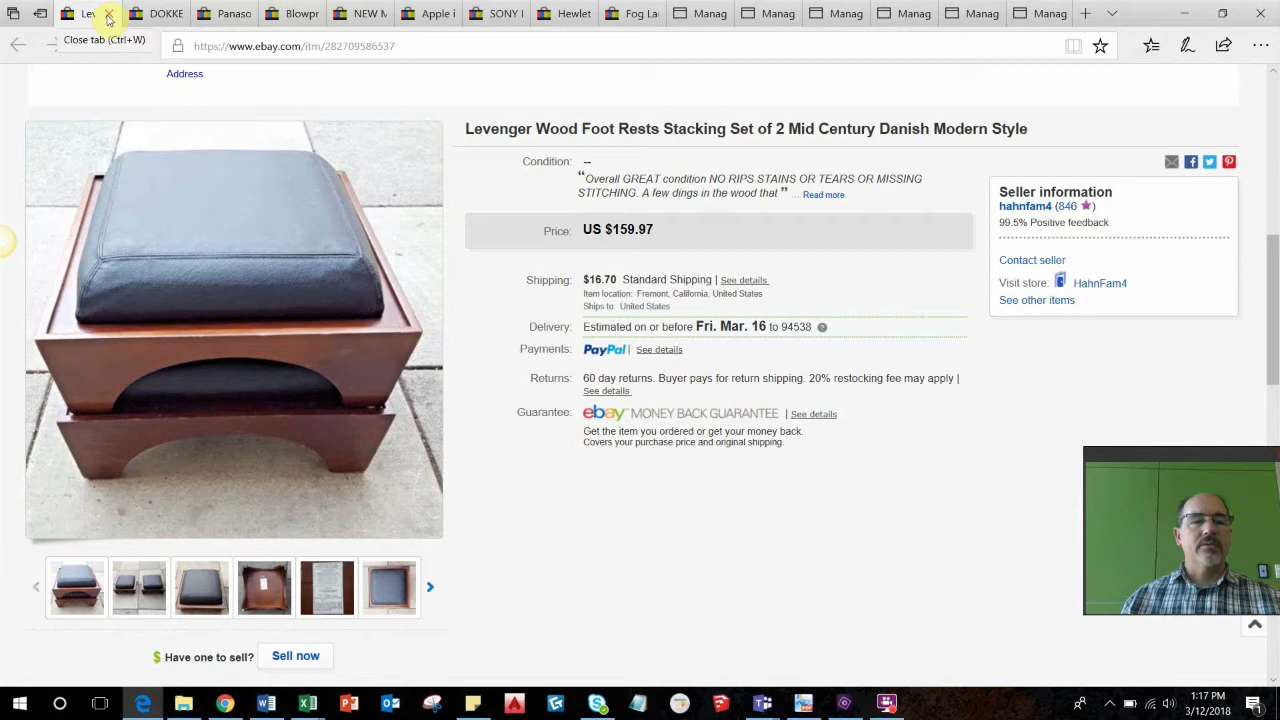 Lev
DOKKE
Panaso
Blowpr
NEW M
Apple i
SONY I
Hewlet
Fog La
Manag
Manag
Manag
Manag
Manag
Manag
Close tab (Ctrl+W)
https://www.ebay.com/itm/282709586537
Address
Levenger Wood Foot Rests Stacking Set of 2 Mid Century Danish Modern Style
Condition: --
“Overall GREAT condition NO RIPS STAINS OR TEARS OR MISSING
STITCHING. A few dings in the wood that ” ... Read more
Price: US $159.97
Shipping: $16.70 Standard Shipping | See details
Item location: Fremont, California, United States
Ships to: United States
Delivery: Estimated on or before Fri. Mar. 16 to 94538 ?
Payments: PayPal | See details
Returns: 60 day returns. Buyer pays for return shipping. 20% restocking fee may apply |
See details
Guarantee: ebay MONEY BACK GUARANTEE | See details
Get the item you ordered or get your money back.
Covers your purchase price and original shipping.
Seller information
hahnfam4 (846)
99.5% Positive feedback
Contact seller
Visit store: HahnFam4
See other items
$ Have one to sell? Sell now
1:17 PM
3/12/2018